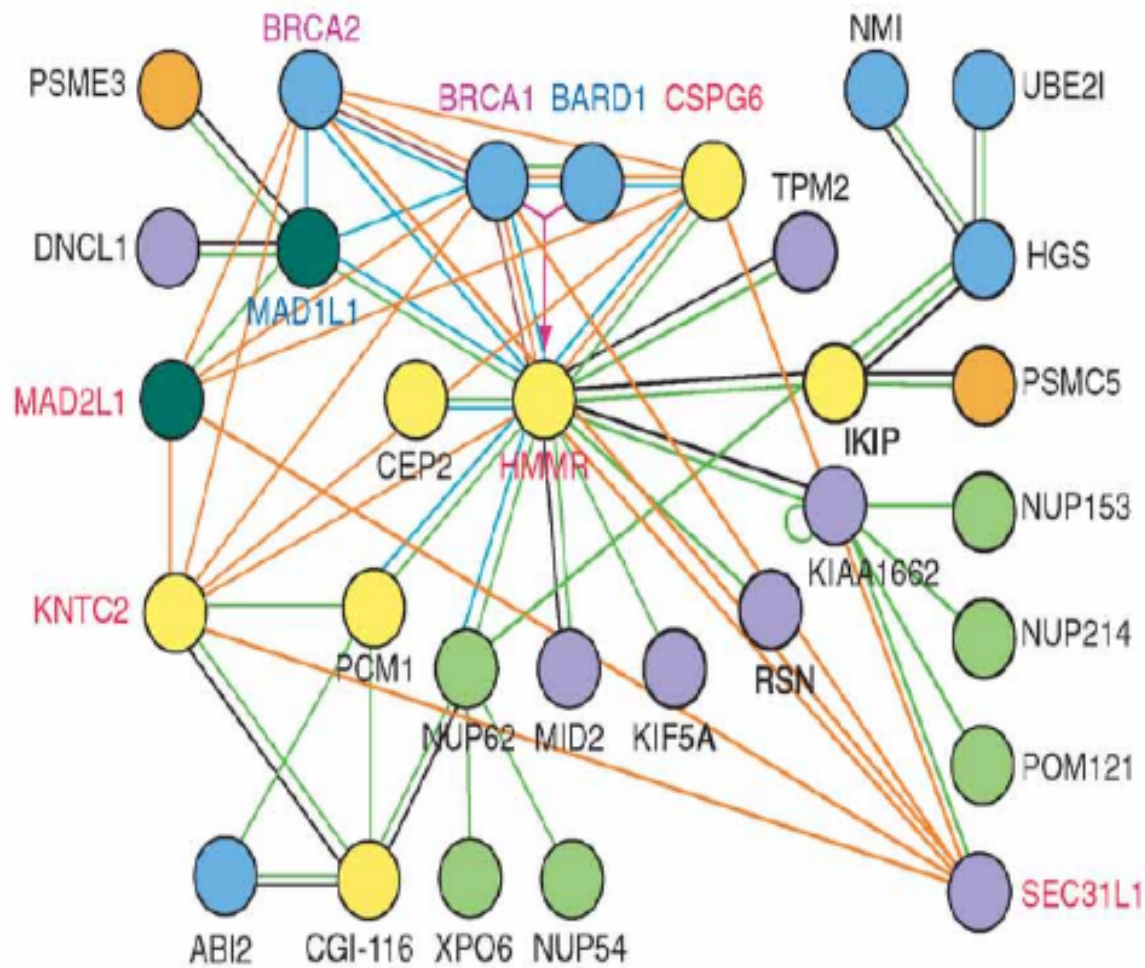 BRCA2
NMI
PSME3
UBE2I
BRCA1 BARD1 CSPG6
TPM2
DNCL1
HGS
MAD1L1
MAD2L1
PSMC5
IKIP
CEP2
HMMR
NUP153
KIAA1662
KNTC2
NUP214
PCM1
RSN
NUP62
MID2
KIF5A
POM121
SEC31L1
ABI2
CGI-116
XPO6
NUP54